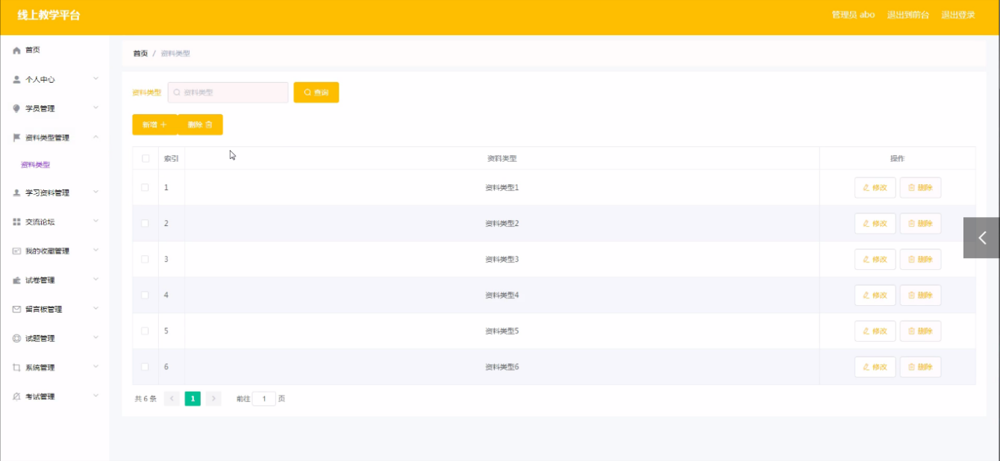 线上教学平台
管理员 abo 退出到前台 退出登录
首页
个人中心
学员管理
资料类型管理
资料类型
学习资料管理
交流论坛
我的收藏管理
试卷管理
留言板管理
试题管理
系统管理
考试管理
首页 / 资料类型
资料类型 资料类型 查询
新增 删除
索引 资料类型 操作
1 资料类型1 修改 删除
2 资料类型2 修改 删除
3 资料类型3 修改 删除
4 资料类型4 修改 删除
5 资料类型5 修改 删除
6 资料类型6 修改 删除
共 6 条 1 前往 1 页